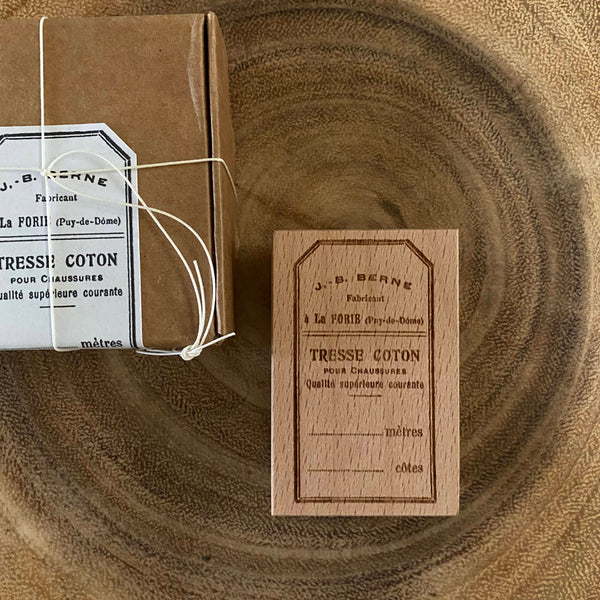 J.-B. BERNE
Fabricant
La FORIE (Puy-de-Dôme)
TRESSE COTON
POUR CHAUSSURES
Qualité supérieure courante
mètres
J.-B. BERNE
Fabricant
à La FORIE (Puy-de-Dôme)
TRESSE COTON
POUR CHAUSSURES
Qualité supérieure courante
mètres
côtes